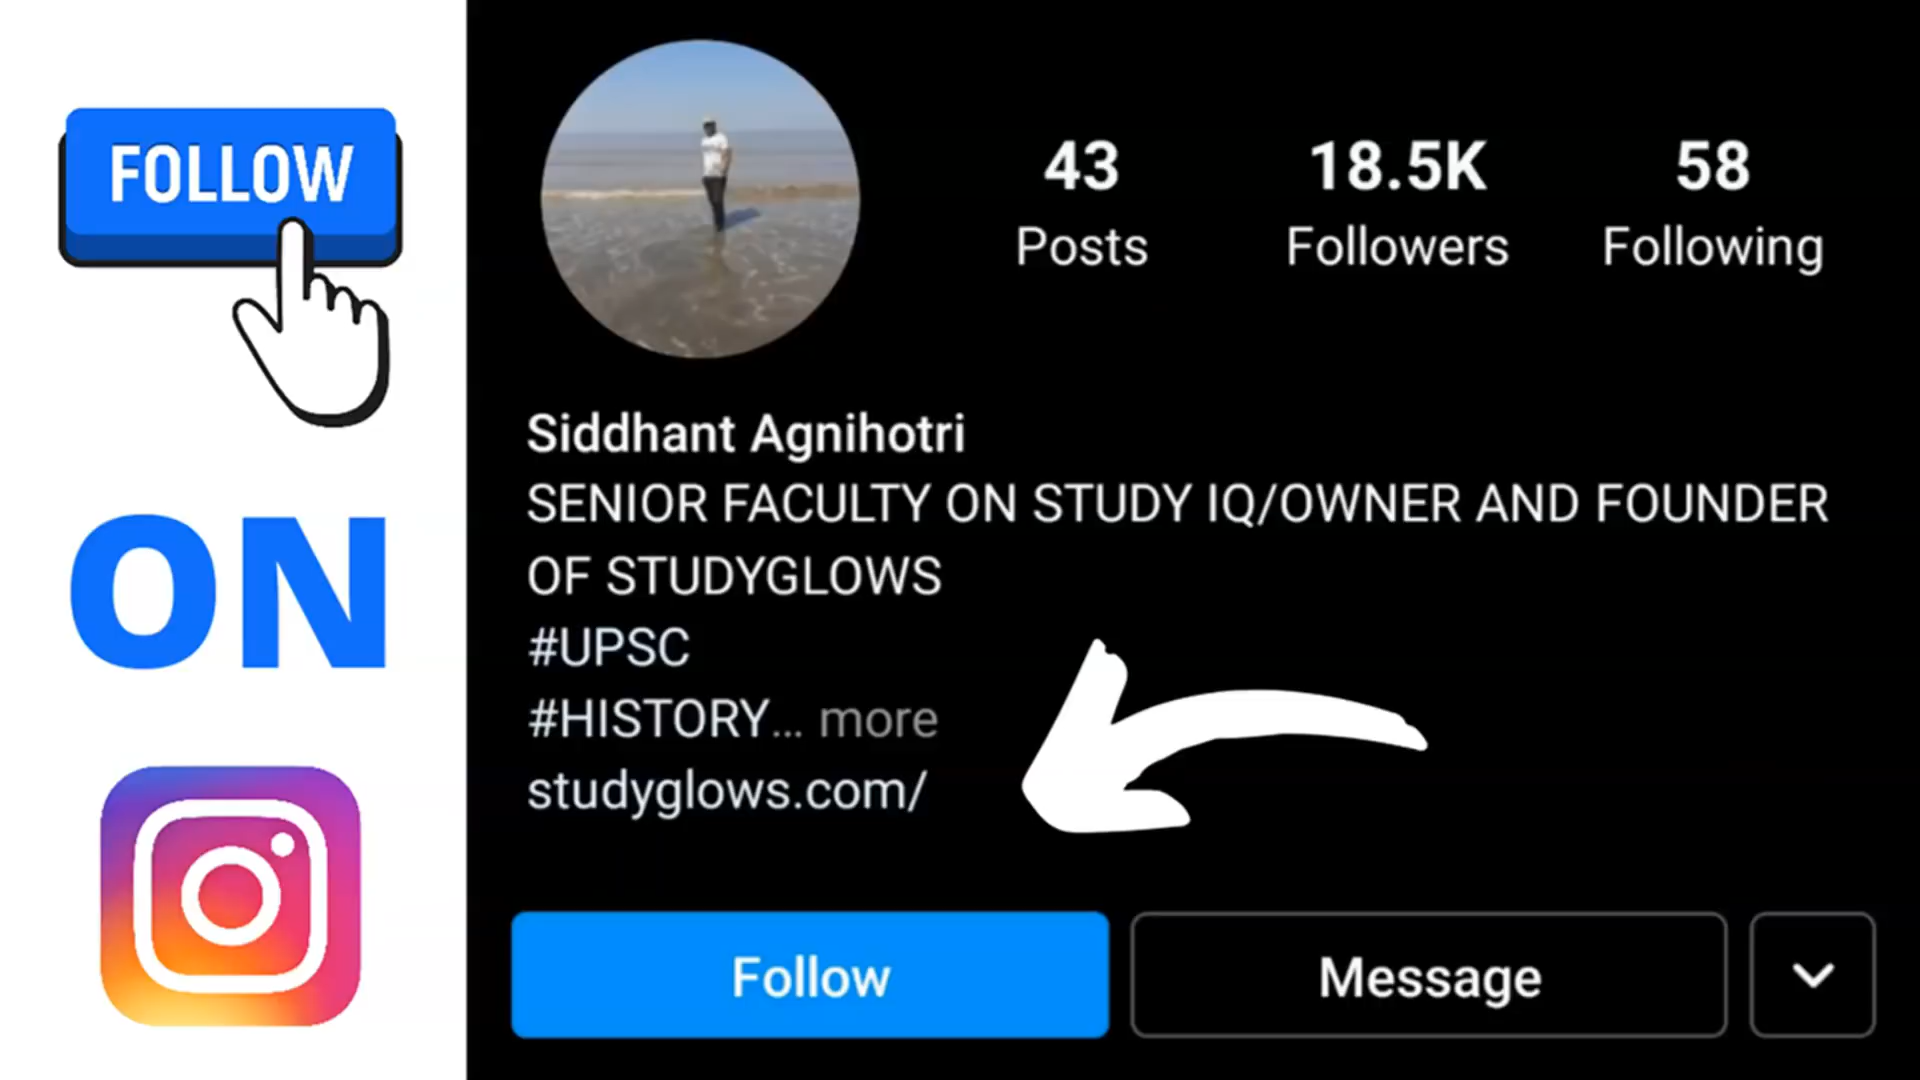 FOLLOW
ON
43 18.5K 58
Posts Followers Following
Siddhant Agnihotri
SENIOR FACULTY ON STUDY IQ/OWNER AND FOUNDER
OF STUDYGLOWS
#UPSC
#HISTORY... more
studyglows.com/
Follow Message